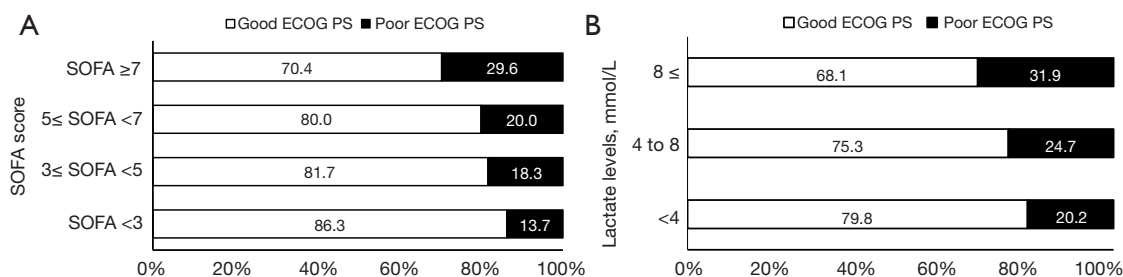 A
Good ECOG PS Poor ECOG PS
SOFA score
SOFA ≥7 70.4 29.6
5≤ SOFA <7 80.0 20.0
3≤ SOFA <5 81.7 18.3
SOFA <3 86.3 13.7
0% 20% 40% 60% 80% 100%
B
Good ECOG PS Poor ECOG PS
Lactate levels, mmol/L
8 ≤ 68.1 31.9
4 to 8 75.3 24.7
<4 79.8 20.2
0% 20% 40% 60% 80% 100%